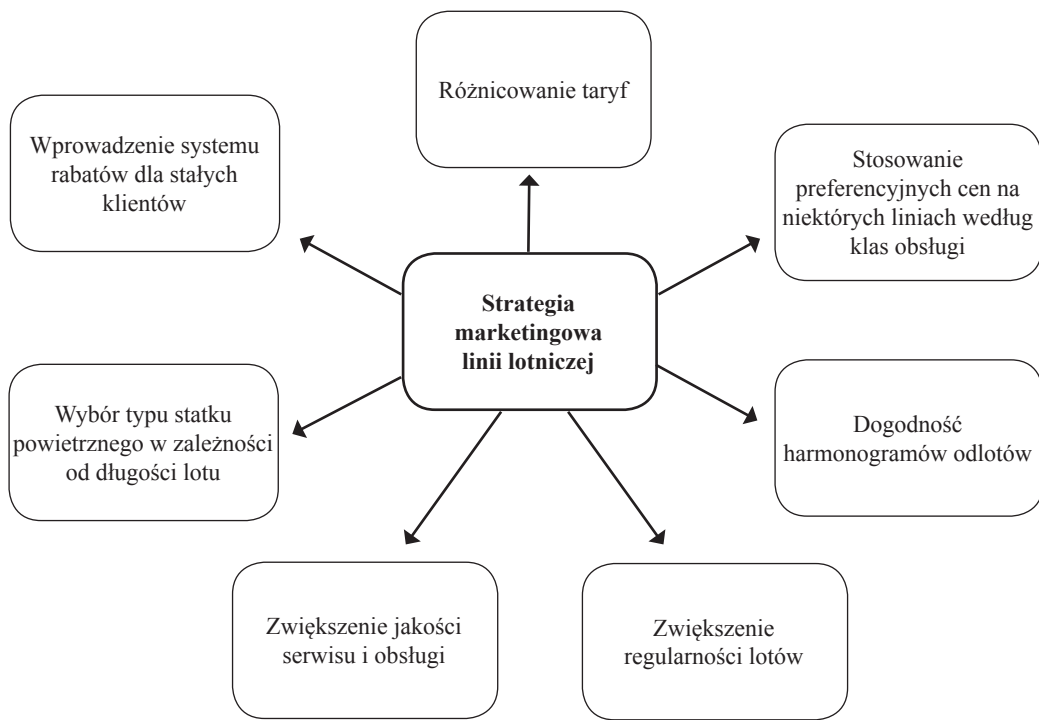 Różnicowanie taryf
Wprowadzenie systemu
rabatów dla stałych
klientów
Stosowanie
preferencyjnych cen na
niektórych liniach według
klas obsługi
Strategia
marketingowa
linii lotniczej
Wybór typu statku
powietrznego w zależności
od długości lotu
Dogodność
harmonogramów odlotów
Zwiększenie jakości
serwisu i obsługi
Zwiększenie
regularności lotów